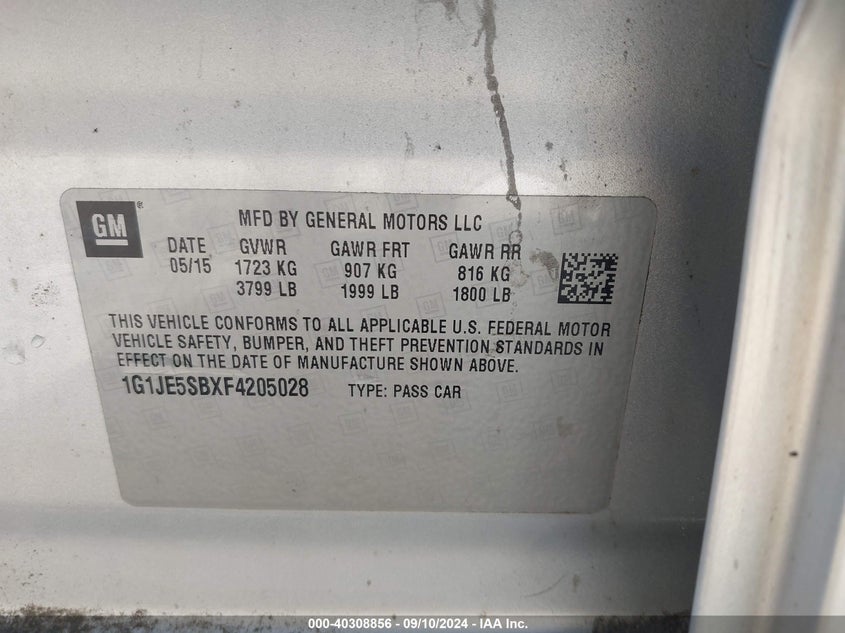 GM ®
MFD BY GENERAL MOTORS LLC
DATE GVWR GAWR FRT GAWR RR
05/15 1723 KG 907 KG 816 KG
3799 LB 1999 LB 1800 LB
THIS VEHICLE CONFORMS TO ALL APPLICABLE U.S. FEDERAL MOTOR
VEHICLE SAFETY, BUMPER, AND THEFT PREVENTION STANDARDS IN
EFFECT ON THE DATE OF MANUFACTURE SHOWN ABOVE.
1G1JE5SBXF4205028 TYPE: PASS CAR
000-40308856 - 09/10/2024 - IAA Inc.